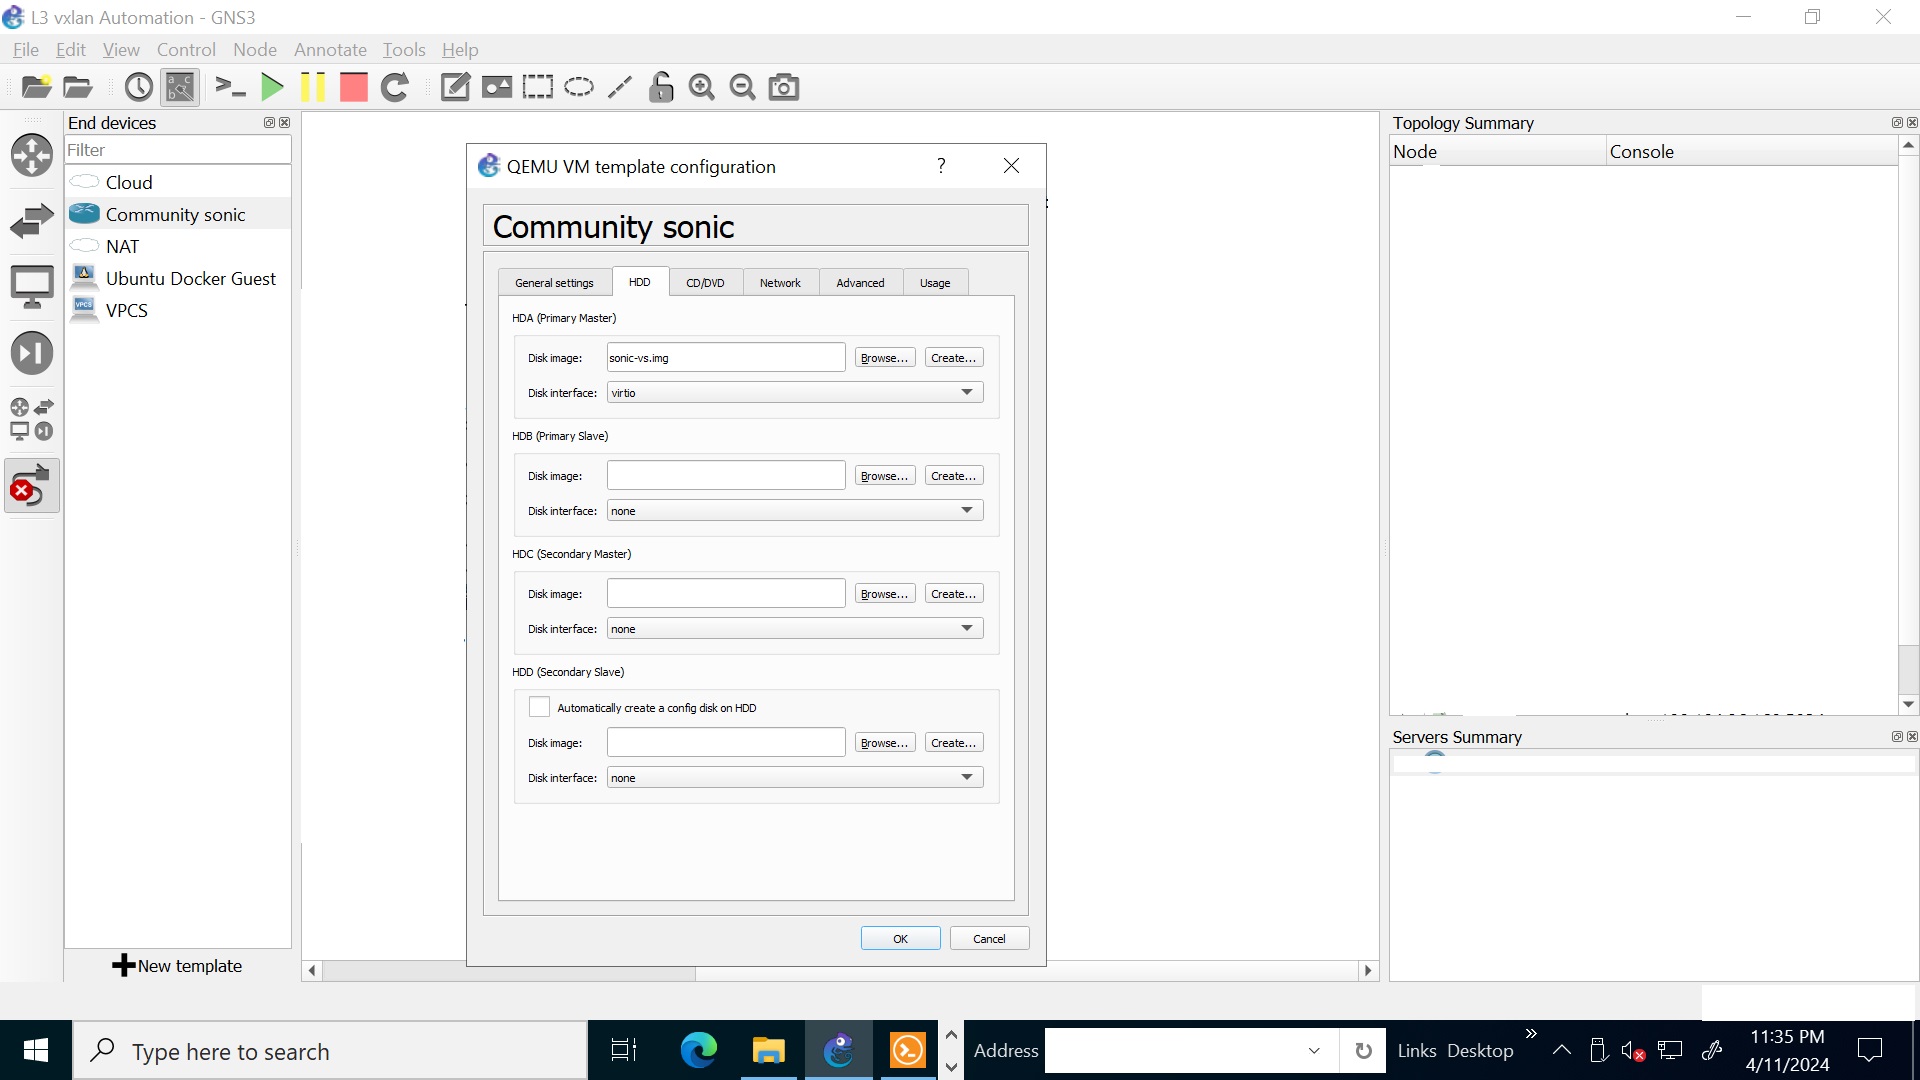 L3 vxlan Automation - GNS3
File Edit View Control Node Annotate Tools Help
End devices
Filter
Cloud
Community sonic
NAT
Ubuntu Docker Guest
VPCS
New template
QEMU VM template configuration
?
Community sonic
General settings HDD CD/DVD Network Advanced Usage
HDA (Primary Master)
Disk image: sonic-vs.img Browse... Create...
Disk interface: virtio
HDB (Primary Slave)
Disk image: Browse... Create...
Disk interface: none
HDC (Secondary Master)
Disk image: Browse... Create...
Disk interface: none
HDD (Secondary Slave)
Automatically create a config disk on HDD
Disk image: Browse... Create...
Disk interface: none
OK Cancel
Topology Summary
Node Console
Servers Summary
Type here to search
Address
Links Desktop
11:35 PM
4/11/2024